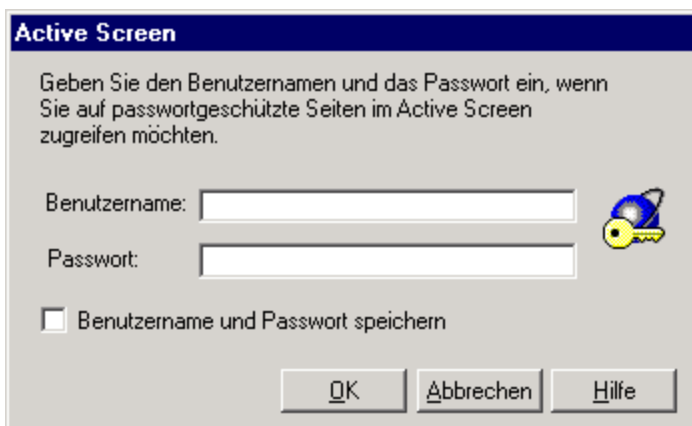 Active Screen
Geben Sie den Benutzernamen und das Passwort ein, wenn
Sie auf passwortgeschützte Seiten im Active Screen
zugreifen möchten.
Benutzername:
Passwort:
Benutzername und Passwort speichern
OK Abbrechen Hilfe